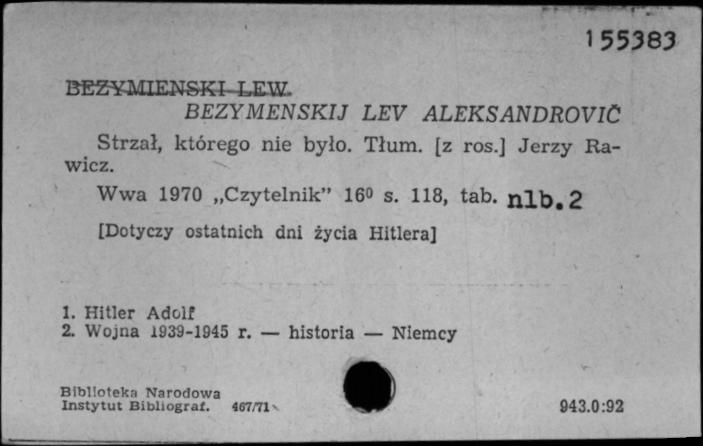 155383
BEZYMIENSKI LEW.
BEZYMENSKIJ LEV ALEKSANDROVIČ
Strzał, którego nie było. Tłum. [z ros.] Jerzy Ra-
wicz.
Wwa 1970 „Czytelnik” 16⁰ s. 118, tab. nlb.2
[Dotyczy ostatnich dni życia Hitlera]
1. Hitler Adolf
2. Wojna 1939-1945 r. — historia — Niemcy
Biblioteka Narodowa
Instytut Bibliograf. 467/71
943.0:92